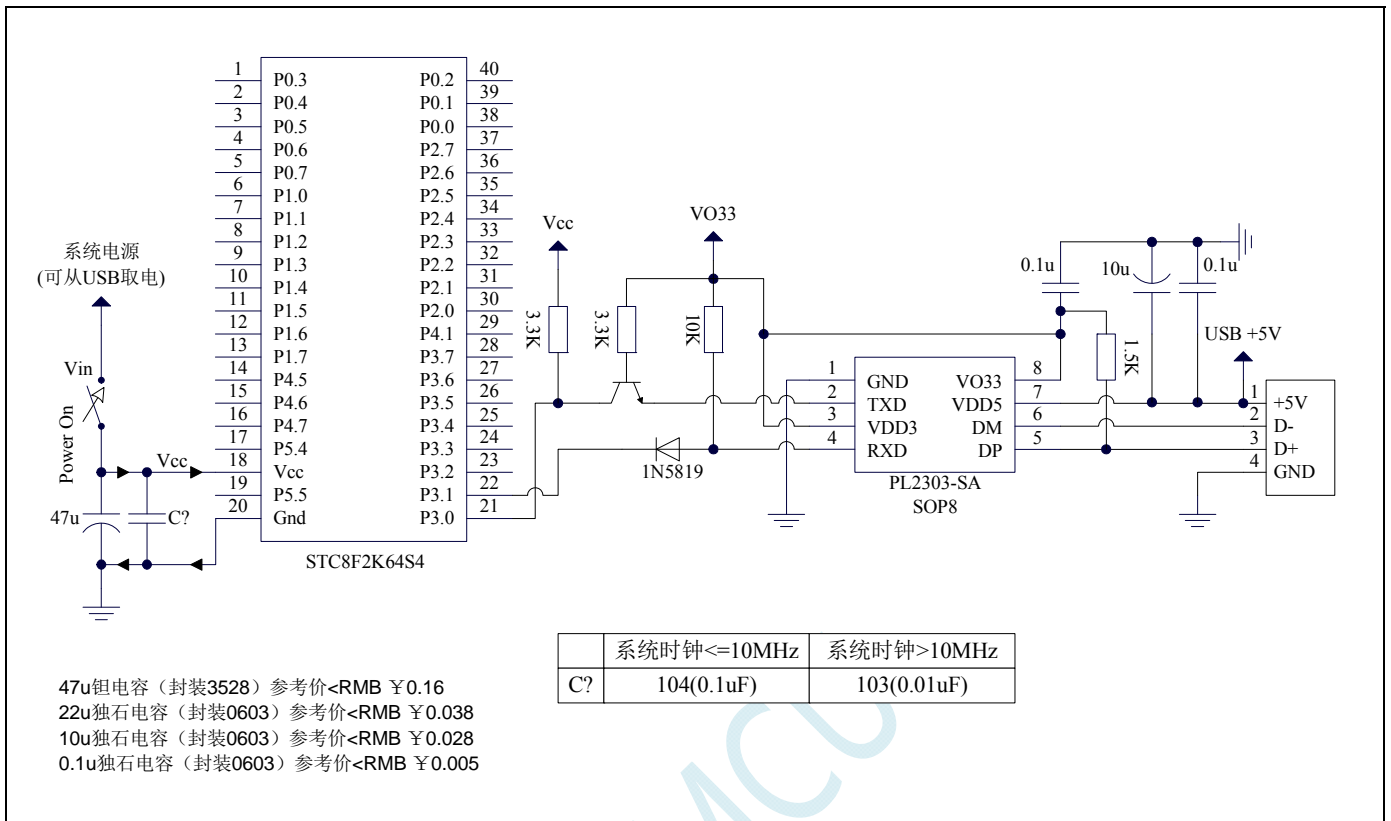 1 P0.3 P0.2 40
2 P0.4 P0.1 39
3 P0.5 P0.0 38
4 P0.6 P2.7 37
5 P0.7 P2.6 36
6 P1.0 P2.5 35
7 P1.1 P2.4 34
8 P1.2 P2.3 33
9 P1.3 P2.2 32
10 P1.4 P2.1 31
11 P1.5 P2.0 30
12 P1.6 P4.1 29
13 P1.7 P3.7 28
14 P4.5 P3.6 27
15 P4.6 P3.5 26
16 P4.7 P3.4 25
17 P5.4 P3.3 24
18 Vcc P3.2 23
19 P5.5 P3.1 22
20 Gnd P3.0 21
STC8F2K64S4
系统电源
(可从USB取电)
Vin
Power On
Vcc
47u
C?
Vcc
3.3K
3.3K
VO33
10K
1N5819
1 GND VO33 8
2 TXD VDD5 7
3 VDD3 DM 6
4 RXD DP 5
PL2303-SA
SOP8
0.1u
10u
0.1u
1.5K
USB +5V
1 +5V
2 D-
3 D+
4 GND
系统时钟<=10MHz 系统时钟>10MHz
C? 104(0.1uF) 103(0.01uF)
47u钽电容（封装3528）参考价<RMB ￥0.16
22u独石电容（封装0603）参考价<RMB ￥0.038
10u独石电容（封装0603）参考价<RMB ￥0.028
0.1u独石电容（封装0603）参考价<RMB ￥0.005
MCU